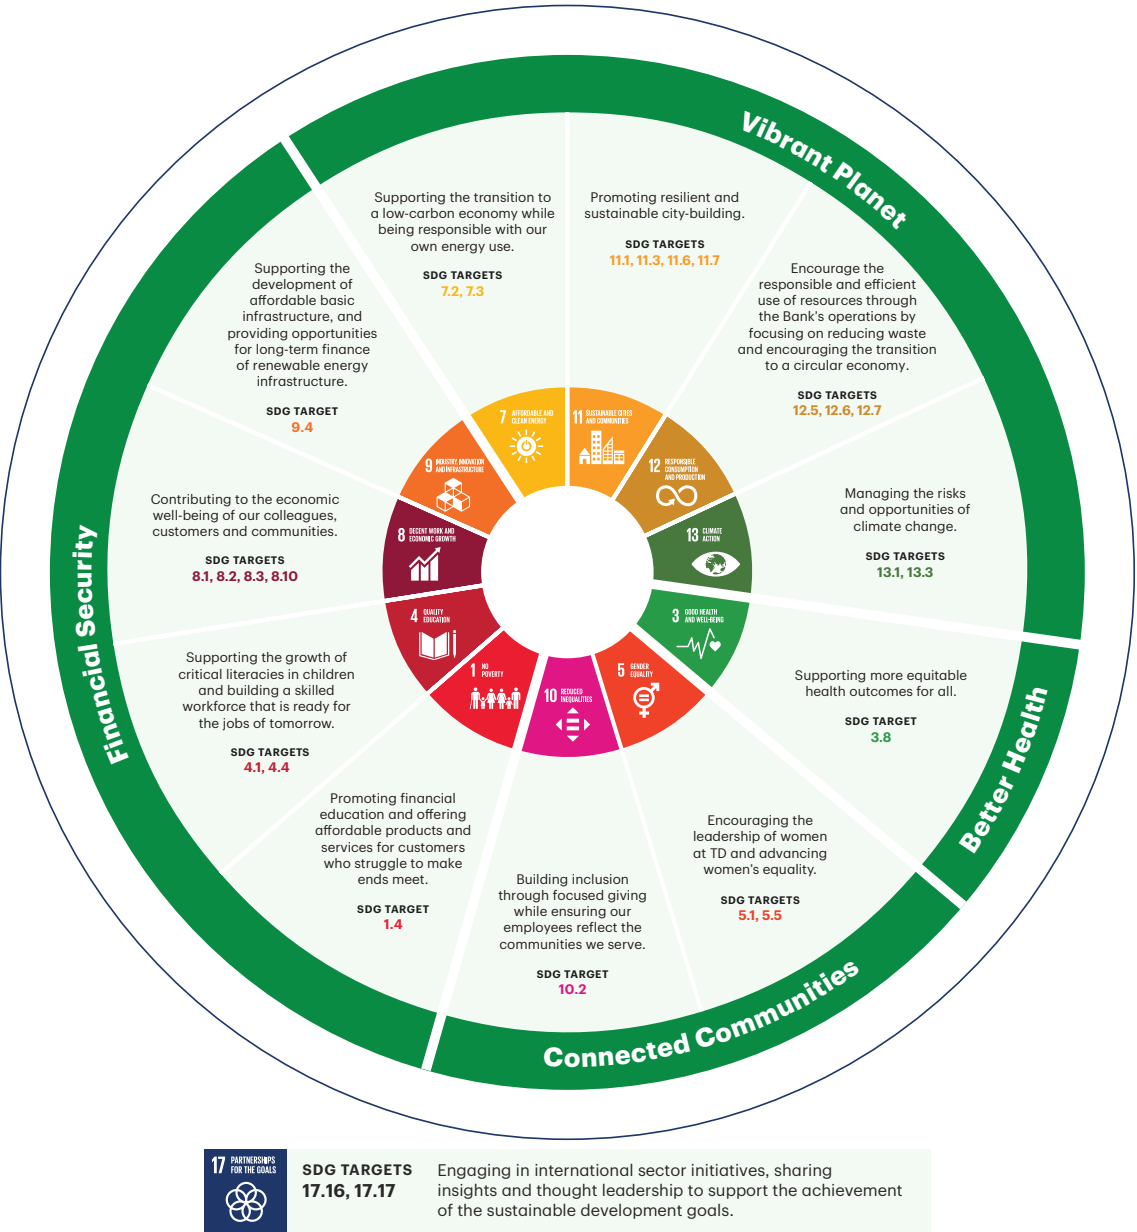 Vibrant Planet
Supporting the transition to
a low-carbon economy while
being responsible with our
own energy use.
SDG TARGETS
7.2, 7.3
Promoting resilient and
sustainable city-building.
SDG TARGETS
11.1, 11.3, 11.6, 11.7
Encourage the
responsible and efficient
use of resources through
the Bank's operations by
focusing on reducing waste
and encouraging the transition
to a circular economy.
SDG TARGETS
12.5, 12.6, 12.7
Managing the risks
and opportunities of
climate change.
SDG TARGETS
13.1, 13.3
Better Health
Supporting more equitable
health outcomes for all.
SDG TARGET
3.8
Connected Communities
Encouraging the
leadership of women
at TD and advancing
women's equality.
SDG TARGETS
5.1, 5.5
Building inclusion
through focused giving
while ensuring our
employees reflect the
communities we serve.
SDG TARGET
10.2
Financial Security
Promoting financial
education and offering
affordable products and
services for customers
who struggle to make
ends meet.
SDG TARGET
1.4
Supporting the growth of
critical literacies in children
and building a skilled
workforce that is ready for
the jobs of tomorrow.
SDG TARGETS
4.1, 4.4
Contributing to the economic
well-being of our colleagues,
customers and communities.
SDG TARGETS
8.1, 8.2, 8.3, 8.10
Supporting the
development of
affordable basic
infrastructure, and
providing opportunities
for long-term finance
of renewable energy
infrastructure.
SDG TARGET
9.4
7 AFFORDABLE AND
CLEAN ENERGY
11 SUSTAINABLE CITIES
AND COMMUNITIES
12 RESPONSIBLE
CONSUMPTION
AND PRODUCTION
13 CLIMATE
ACTION
3 GOOD HEALTH
AND WELL-BEING
5 GENDER
EQUALITY
10 REDUCED
INEQUALITIES
1 NO
POVERTY
4 QUALITY
EDUCATION
8 DECENT WORK AND
ECONOMIC GROWTH
9 INDUSTRY, INNOVATION
AND INFRASTRUCTURE
17 PARTNERSHIPS
FOR THE GOALS
SDG TARGETS
17.16, 17.17
Engaging in international sector initiatives, sharing
insights and thought leadership to support the achievement
of the sustainable development goals.